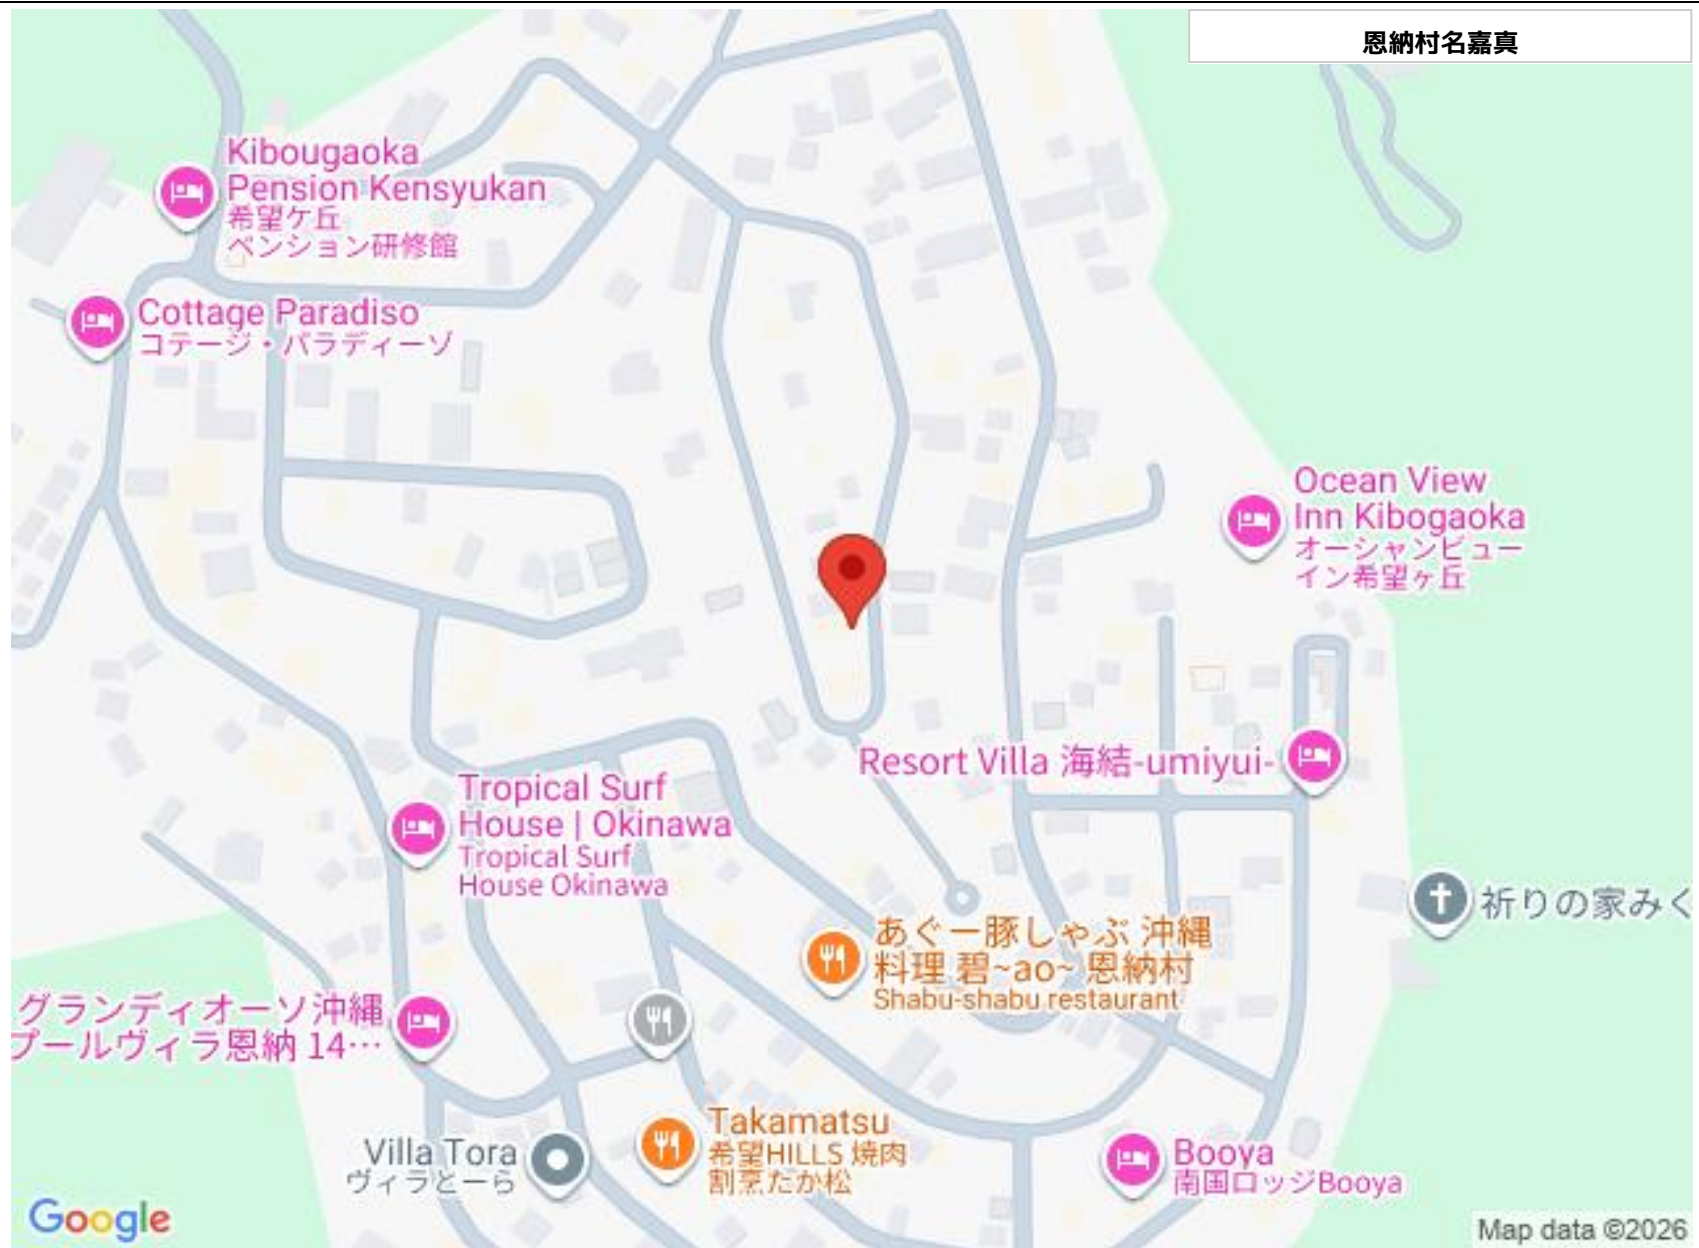 恩納村名嘉真
Kibougaoka
Pension Kensyukan
希望ケ丘
ペンション研修館
Cottage Paradiso
コテージ・パラディーゾ
Ocean View
Inn Kibogaoka
オーシャンビュー
イン希望ヶ丘
Resort Villa 海結-umiyui-
Tropical Surf
House | Okinawa
Tropical Surf
House Okinawa
祈りの家みく
あぐー豚しゃぶ 沖縄
料理 碧~ao~ 恩納村
Shabu-shabu restaurant
グランディオーソ沖縄
プールヴィラ恩納 14…
Takamatsu
希望HILLS 焼肉
割烹たか松
Villa Tora
ヴィラとーら
Booya
南国ロッジBooya
Google
Map data ©2026